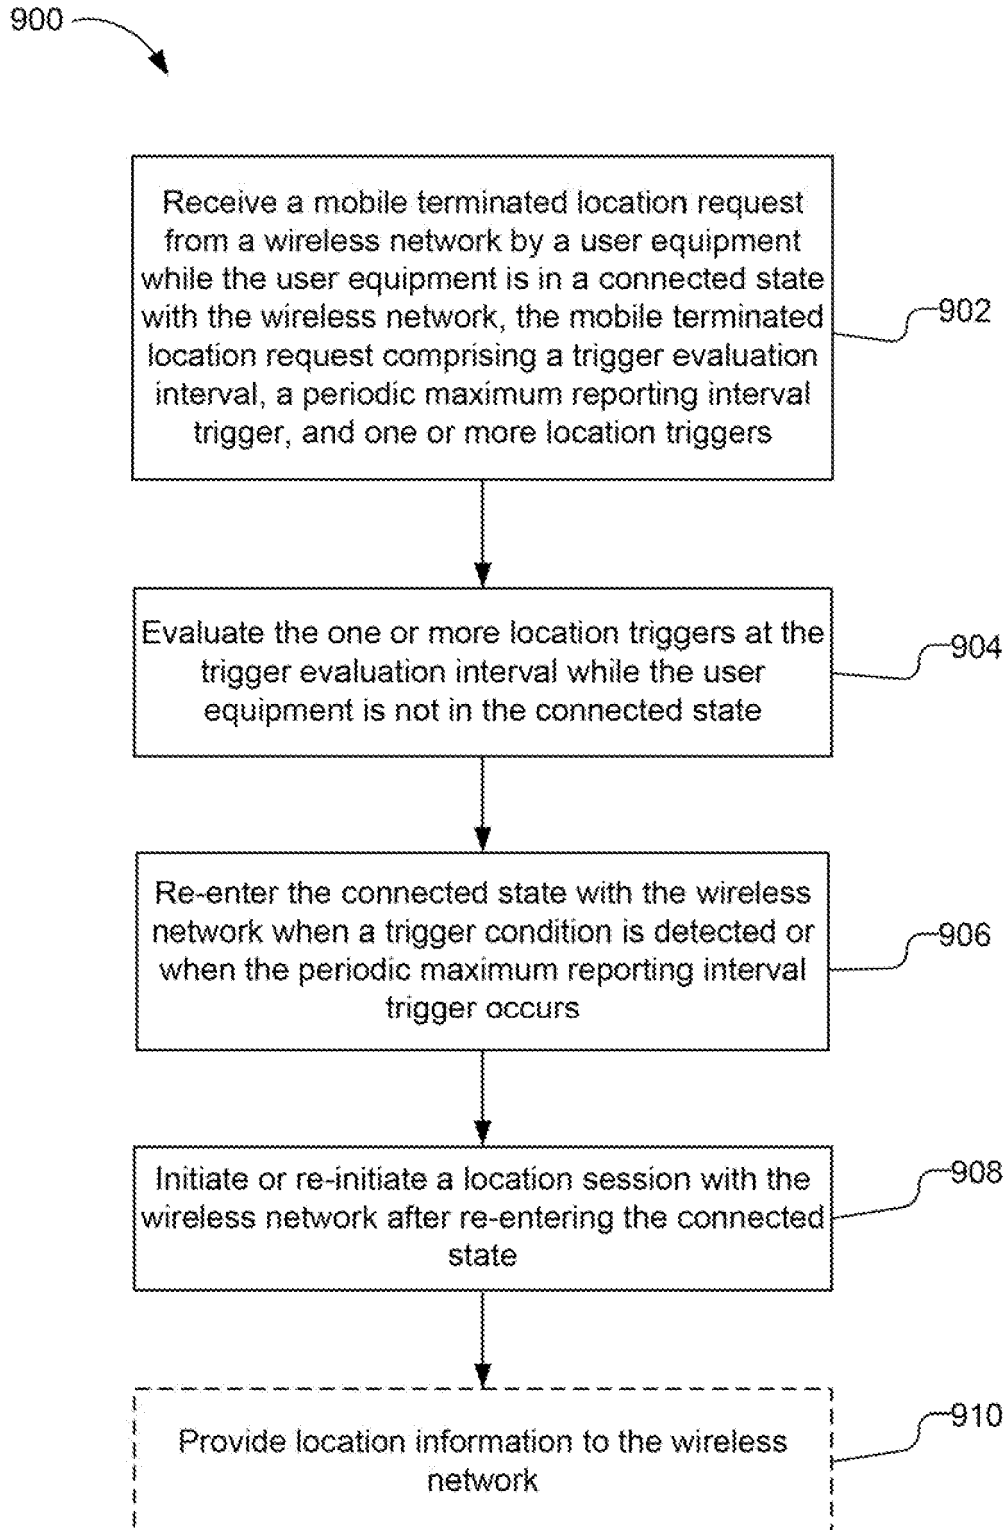 900
Receive a mobile terminated location request
from a wireless network by a user equipment
while the user equipment is in a connected state
with the wireless network, the mobile terminated
location request comprising a trigger evaluation
interval, a periodic maximum reporting interval
trigger, and one or more location triggers
902
Evaluate the one or more location triggers at the
trigger evaluation interval while the user
equipment is not in the connected state
904
Re-enter the connected state with the wireless
network when a trigger condition is detected or
when the periodic maximum reporting interval
trigger occurs
906
Initiate or re-initiate a location session with the
wireless network after re-entering the connected
state
908
Provide location information to the wireless
network
910